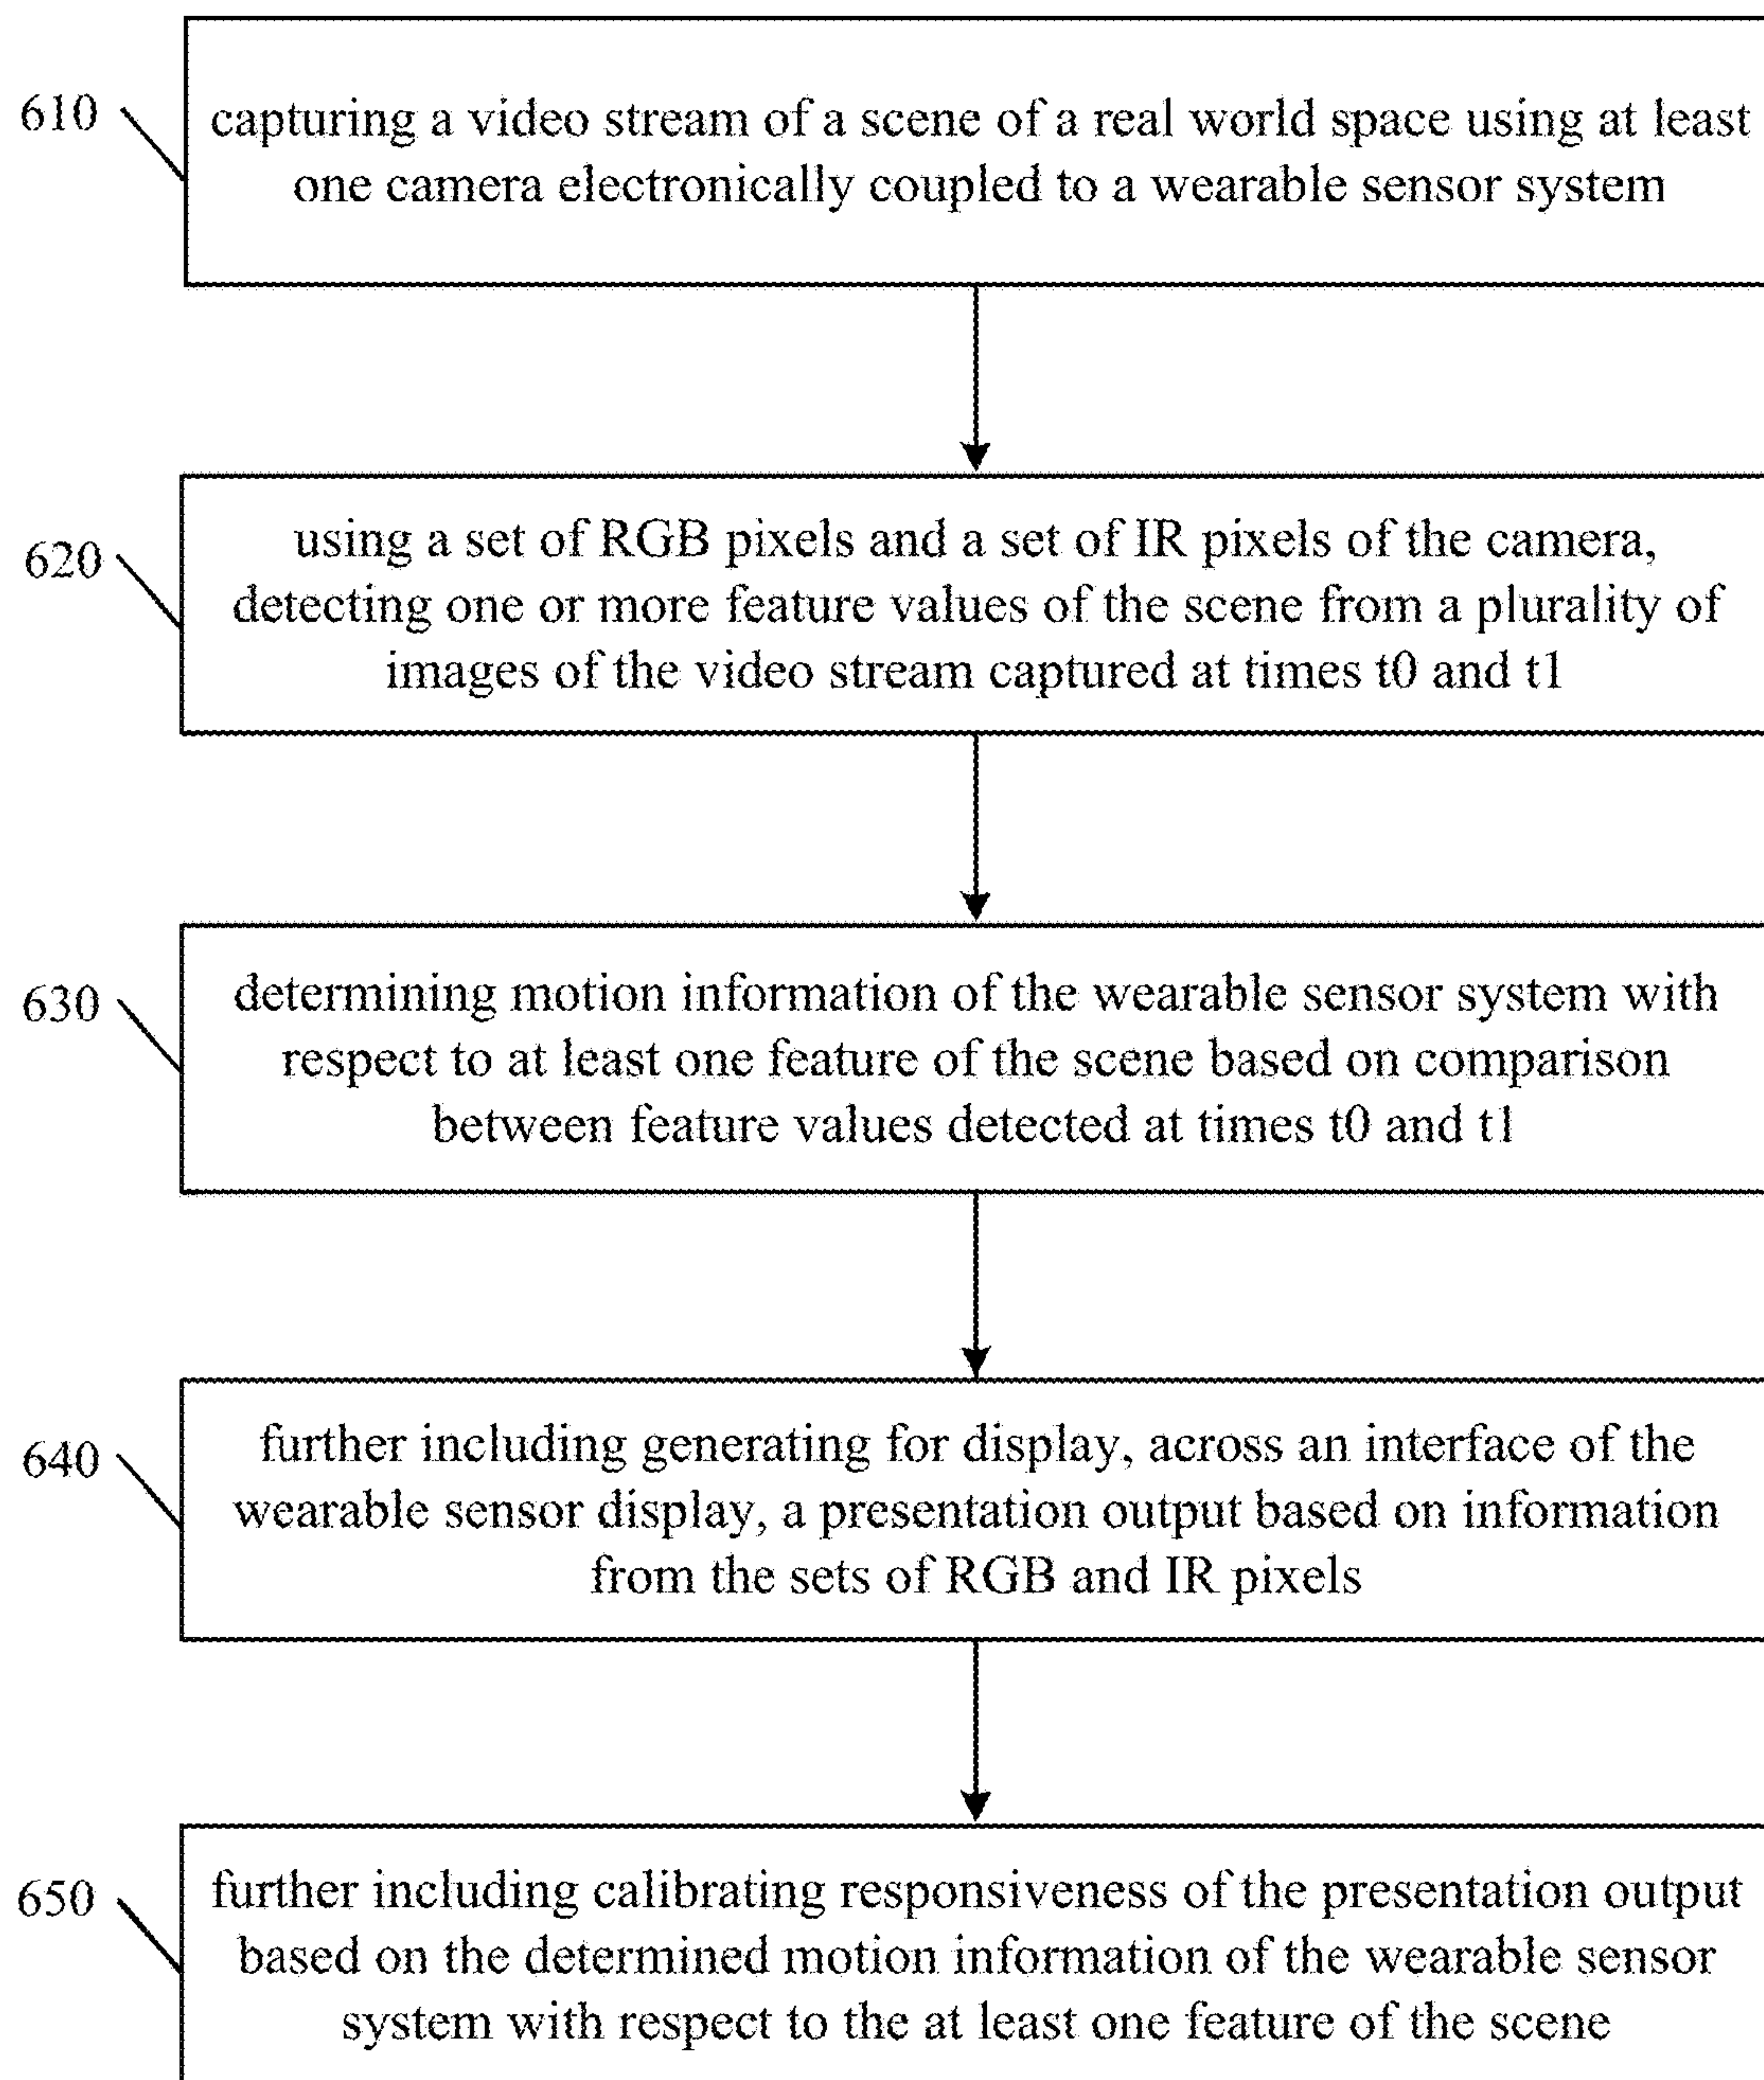 610
capturing a video stream of a scene of a real world space using at least
one camera electronically coupled to a wearable sensor system
620
using a set of RGB pixels and a set of IR pixels of the camera,
detecting one or more feature values of the scene from a plurality of
images of the video stream captured at times t0 and t1
630
determining motion information of the wearable sensor system with
respect to at least one feature of the scene based on comparison
between feature values detected at times t0 and t1
640
further including generating for display, across an interface of the
wearable sensor display, a presentation output based on information
from the sets of RGB and IR pixels
650
further including calibrating responsiveness of the presentation output
based on the determined motion information of the wearable sensor
system with respect to the at least one feature of the scene